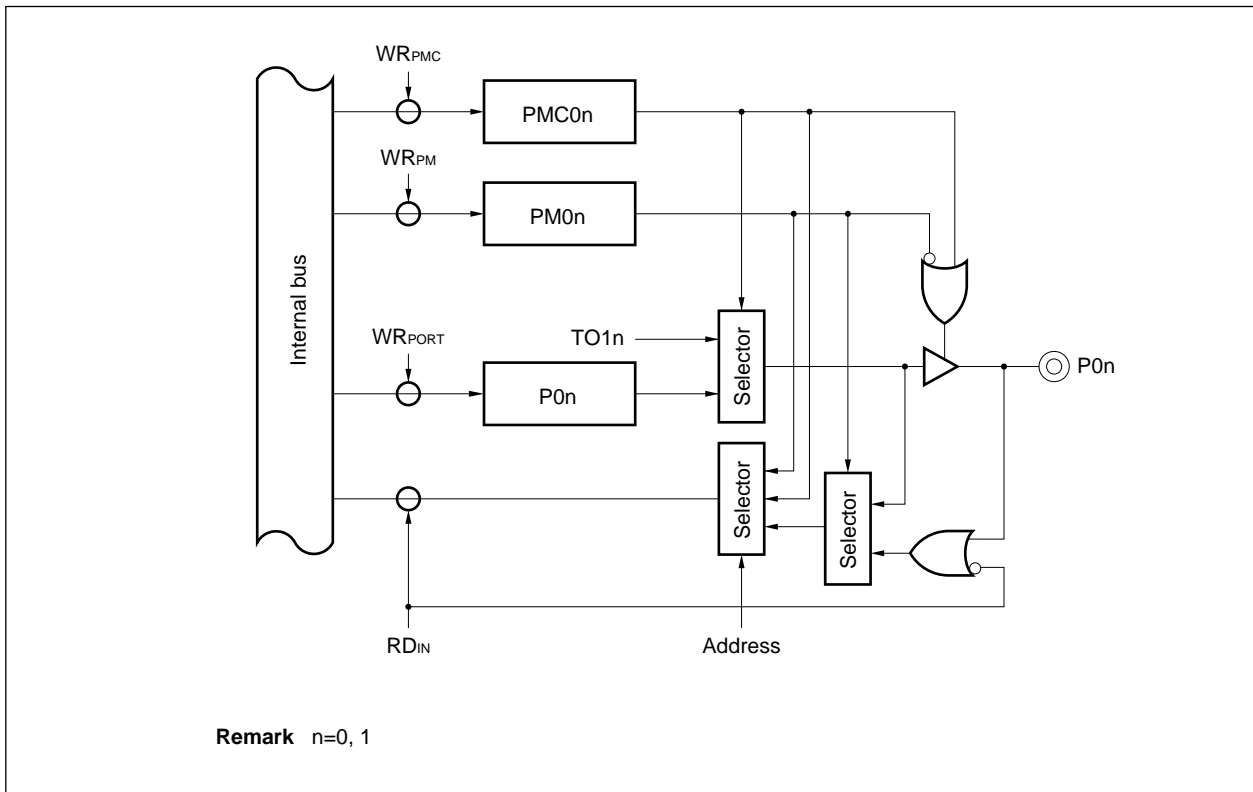 WRPMC
PMC0n
WRPM
PM0n
Internal bus
WRPORT
TO1n
P0n
Selector
P0n
Selector
Selector
RDIN
Address
Remark n=0, 1